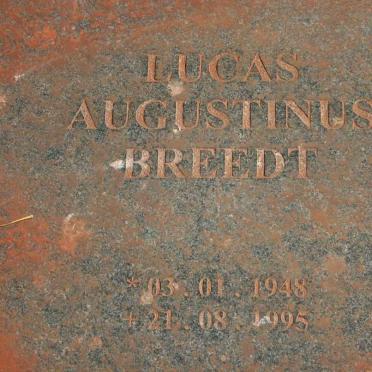 LUCAS
AUGUSTINUS
BREEDT
* 03 . 01 . 1948
+ 21 . 08 . 1995